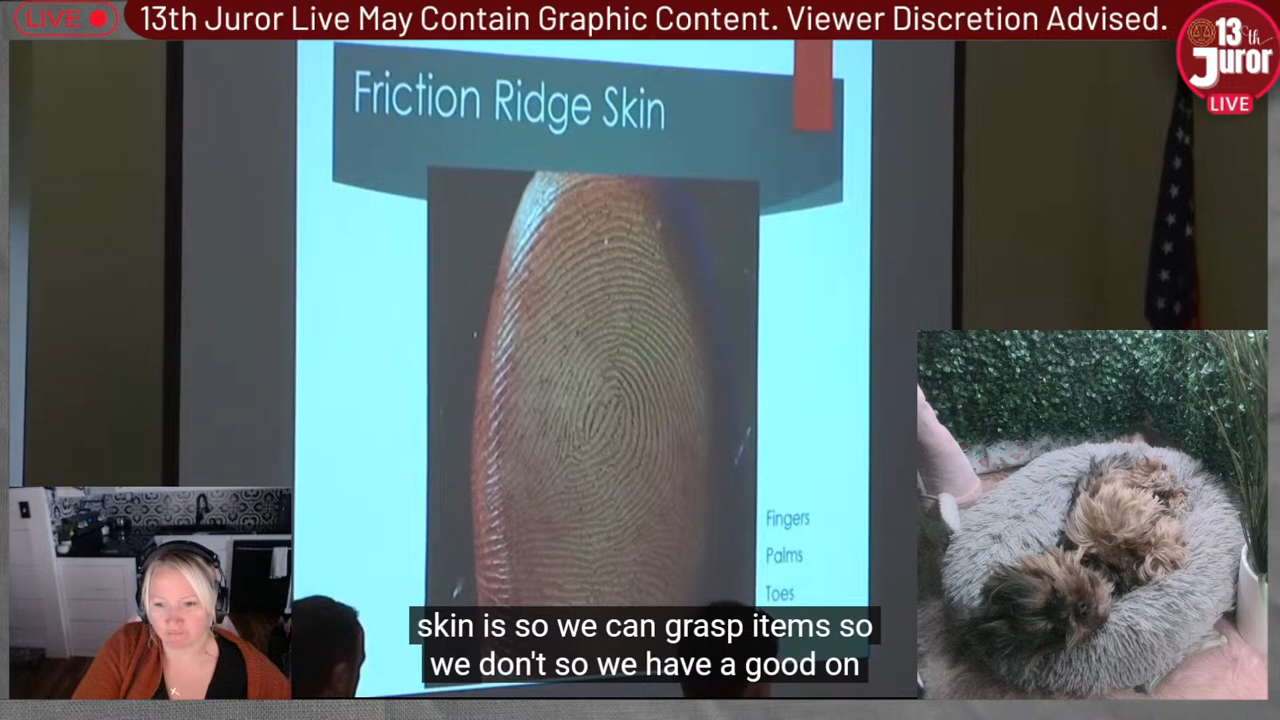 LIVE
13th Juror Live May Contain Graphic Content. Viewer Discretion Advised.
13th
Juror
LIVE
Friction Ridge Skin
Fingers
Palms
Toes
skin is so we can grasp items so
we don't so we have a good on